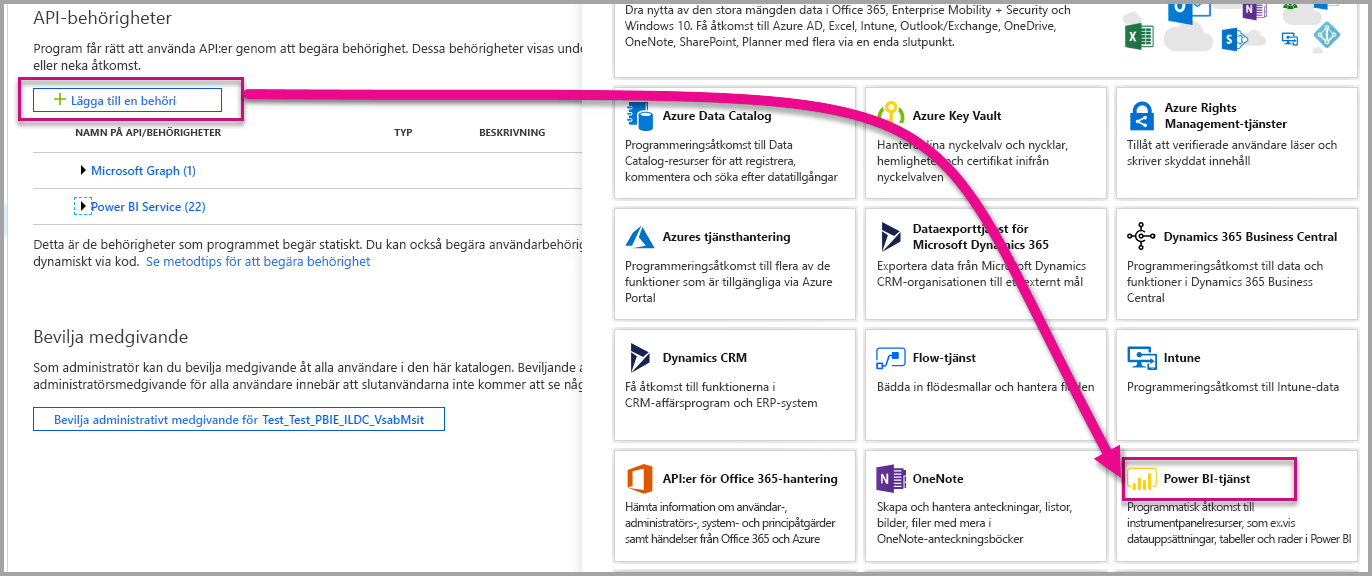 API-behörigheter
Program får rätt att använda API:er genom att begära behörighet. Dessa behörigheter visas
eller neka åtkomst.
Lägga till en behöri
NAMN PÅ API/BEHÖRIGHETER TYP BESKRIVNING
Microsoft Graph (1)
Power BI Service (22)
Detta är de behörigheter som programmet begär statiskt. Du kan också begära
dynamiskt via kod. Se metodtips för att begära behörighet
Bevilja medgivande
Som administratör kan du bevilja medgivande åt alla användare i den här katalogen. Beviljande
administratörsmedgivande för alla användare innebär att slutanvändarna inte kommer att se
Bevilja administrativt medgivande för Test_Test_PBIE_ILDC_VsabMsit
Dra nytta av den stora mängden data i Office 365, Enterprise Mobility + Security och
Windows 10. Få åtkomst till Azure AD, Excel, Intune, Outlook/Exchange, OneDrive,
OneNote, SharePoint, Planner med flera via en enda slutpunkt.
Azure Data Catalog
Programmeringsåtkomst till Data
Catalog-resurser för att registrera,
kommentera och söka efter datatillgångar
Azure Key Vault
Hantera dina nyckelvalv och nycklar,
hemligheter och certifikat inifrån
nyckelvalven
Azure Rights
Management-tjänster
Tillåt att verifierade användare läser och
skriver skyddat innehåll
Azures tjänsthantering
Programmeringsåtkomst till flera av de
funktioner som är tillgängliga via Azure
Portal
Dataexporttjänst för
Microsoft Dynamics 365
Exportera data från Microsoft Dynamics
CRM-organisationen till ett externt mål
Dynamics 365 Business Central
Programmeringsåtkomst till data och
funktioner i Dynamics 365 Business
Central
Dynamics CRM
Få åtkomst till funktionerna i
CRM-affärsprogram och ERP-system
Flow-tjänst
Bädda in flödesmallar och hantera flöden
Intune
Programmeringsåtkomst till Intune-data
API:er för Office 365-hantering
Hämta information om användar-,
administratörs-, system- och principåtgärder
samt händelser från Office 365 och Azure
OneNote
Skapa och hantera anteckningar, listor,
bilder, filer med mera i
OneNote-anteckningsböcker
Power BI-tjänst
Programmatisk åtkomst till
instrumentpanelresurser, som ex.vis
datauppsättningar, tabeller och rader i Power BI